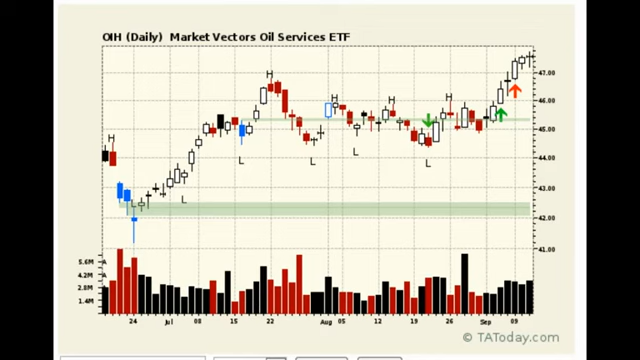 OIH (Daily) Market Vectors Oil Services ETF
H
H
H
H
H
L
L
L
L
L
L
47.00
46.00
45.00
44.00
43.00
42.00
41.00
5.6M
A
4.2M
A
2.8M
1.4M
24 Jul 08 15 22 Aug 05 12 19 26 Sep 09
© TAToday.com